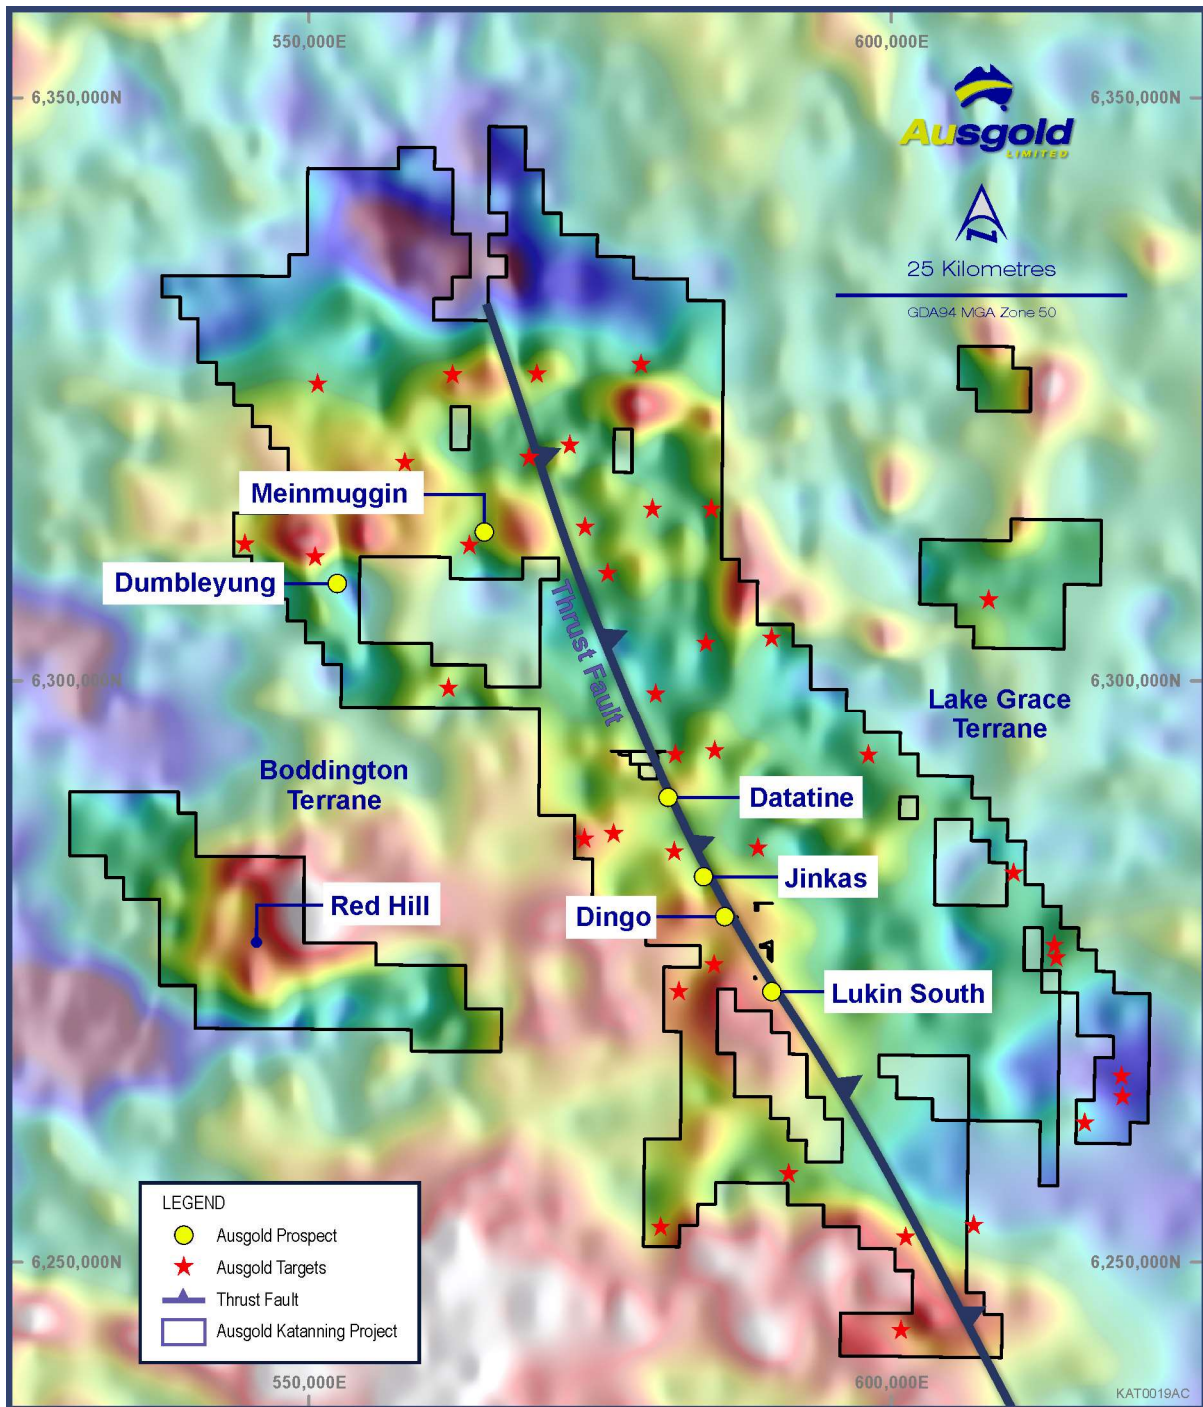 550,000E
600,000E
6,350,000N
6,350,000N
Ausgold
LIMITED
N
25 Kilometres
GDA94 MGA Zone 50
Meinmuggin
Dumbleyung
Thrust Fault
6,300,000N
6,300,000N
Lake Grace
Terrane
Boddington
Terrane
Datatine
Jinkas
Red Hill
Dingo
Lukin South
LEGEND
Ausgold Prospect
Ausgold Targets
Thrust Fault
Ausgold Katanning Project
6,250,000N
6,250,000N
550,000E
600,000E
KAT0019AC